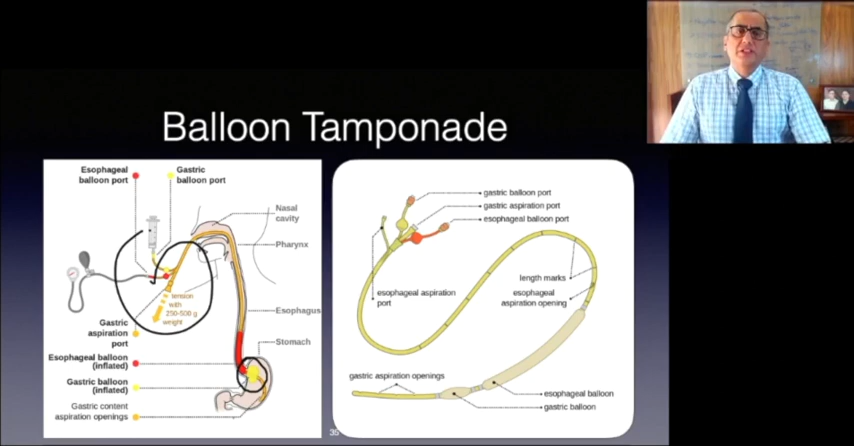 Balloon Tamponade
Esophageal
balloon port
Gastric
balloon port
Nasal
cavity
Pharynx
tension
with
250-500 g
weight
Esophagus
Gastric
aspiration
port
Stomach
Esophageal balloon
(inflated)
Gastric balloon
(inflated)
Gastric content
aspiration openings
gastric balloon port
gastric aspiration port
esophageal balloon port
length marks
esophageal
aspiration opening
esophageal aspiration
port
gastric aspiration openings
esophageal balloon
gastric balloon
35